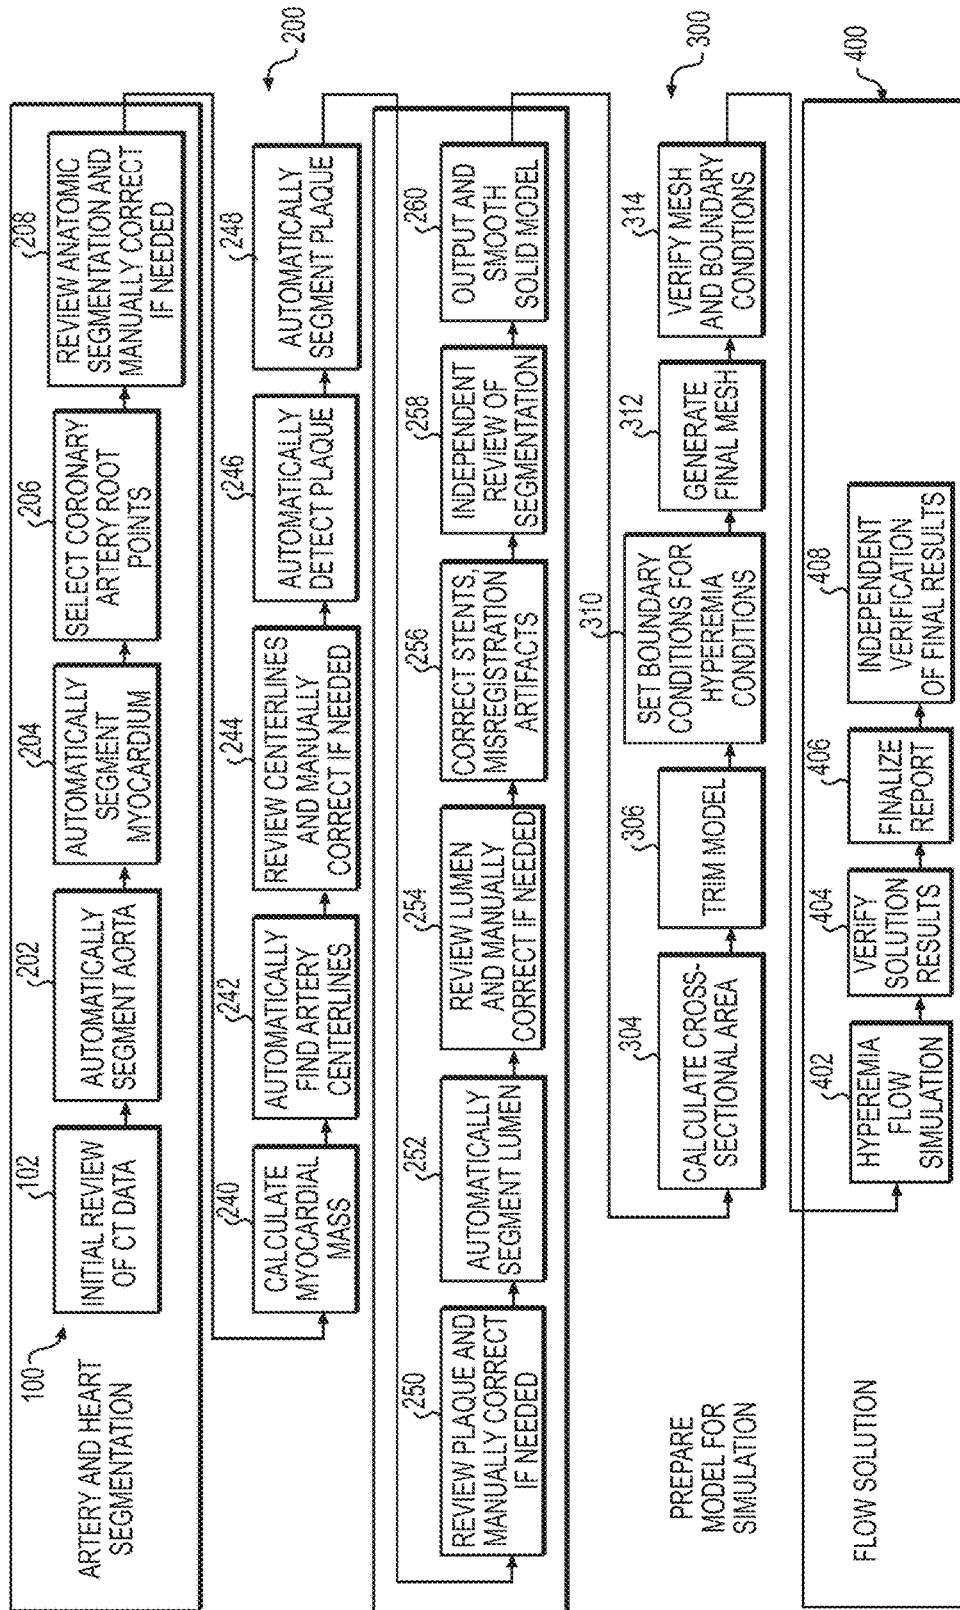 ARTERY AND HEART
SEGMENTATION
100
102
INITIAL REVIEW
OF CT DATA
202
AUTOMATICALLY
SEGMENT AORTA
204
AUTOMATICALLY
SEGMENT
MYOCARDIUM
206
SELECT CORONARY
ARTERY ROOT
POINTS
208
REVIEW ANATOMIC
SEGMENTATION AND
MANUALLY CORRECT
IF NEEDED
200
240
CALCULATE
MYOCARDIAL
MASS
242
AUTOMATICALLY
FIND ARTERY
CENTERLINES
244
REVIEW CENTERLINES
AND MANUALLY
CORRECT IF NEEDED
246
AUTOMATICALLY
DETECT PLAQUE
248
AUTOMATICALLY
SEGMENT PLAQUE
250
REVIEW PLAQUE AND
MANUALLY CORRECT
IF NEEDED
252
AUTOMATICALLY
SEGMENT LUMEN
254
REVIEW LUMEN
AND MANUALLY
CORRECT IF NEEDED
256
CORRECT STENTS,
MISREGISTRATION,
ARTIFACTS
258
INDEPENDENT
REVIEW OF
SEGMENTATION
260
OUTPUT AND
SMOOTH
SOLID MODEL
PREPARE
MODEL FOR
SIMULATION
300
304
CALCULATE CROSS-
SECTIONAL AREA
306
TRIM MODEL
310
SET BOUNDARY
CONDITIONS FOR
HYPEREMIA
CONDITIONS
312
GENERATE
FINAL MESH
314
VERIFY MESH
AND BOUNDARY
CONDITIONS
FLOW SOLUTION
400
402
HYPEREMIA
FLOW
SIMULATION
404
VERIFY
SOLUTION
RESULTS
406
FINALIZE
REPORT
408
INDEPENDENT
VERIFICATION
OF FINAL RESULTS